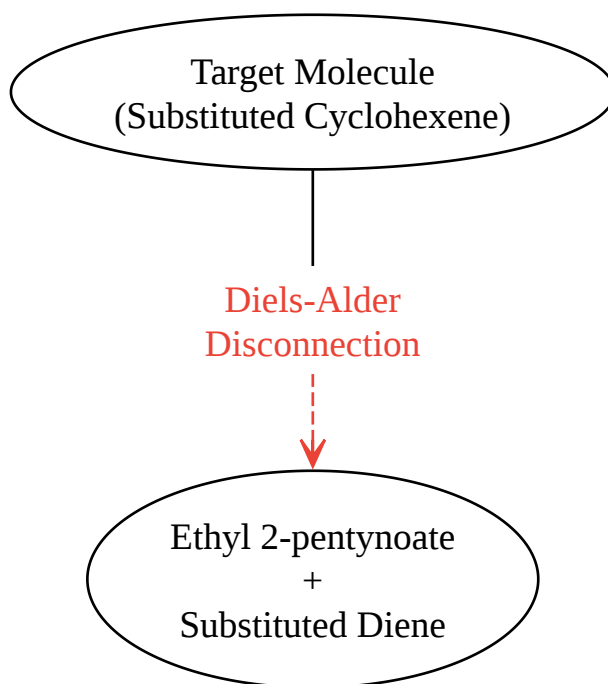 Target Molecule
(Substituted Cyclohexene)
Diels-Alder
Disconnection
Ethyl 2-pentynoate
+
Substituted Diene